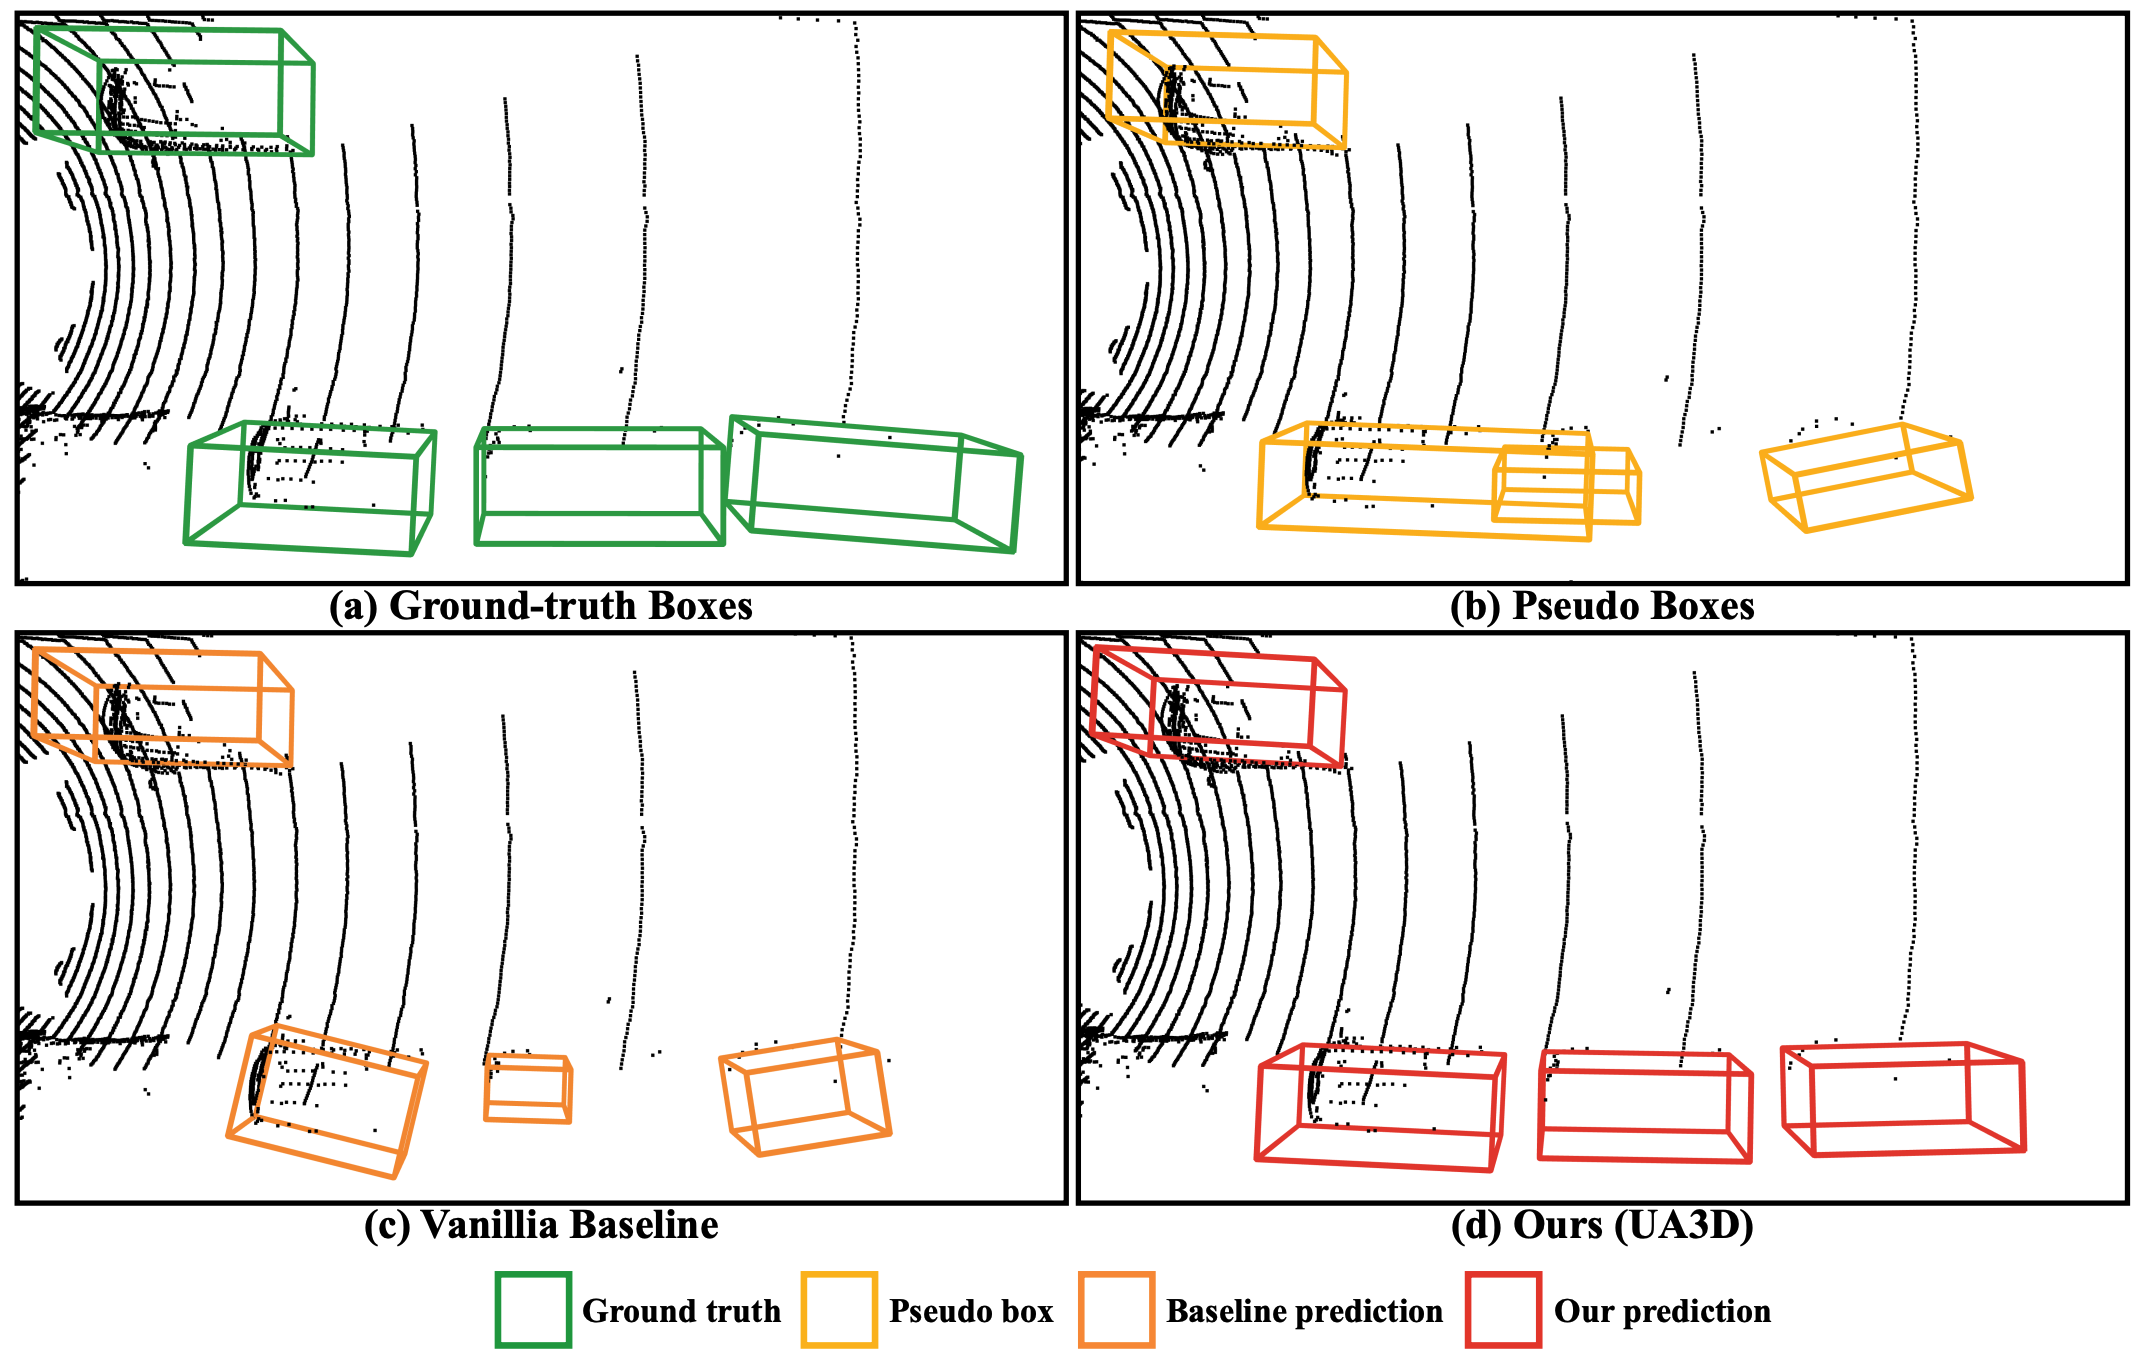 (a) Ground-truth Boxes
(b) Pseudo Boxes
(c) Vanillia Baseline
(d) Ours (UA3D)
Ground truth
Pseudo box
Baseline prediction
Our prediction